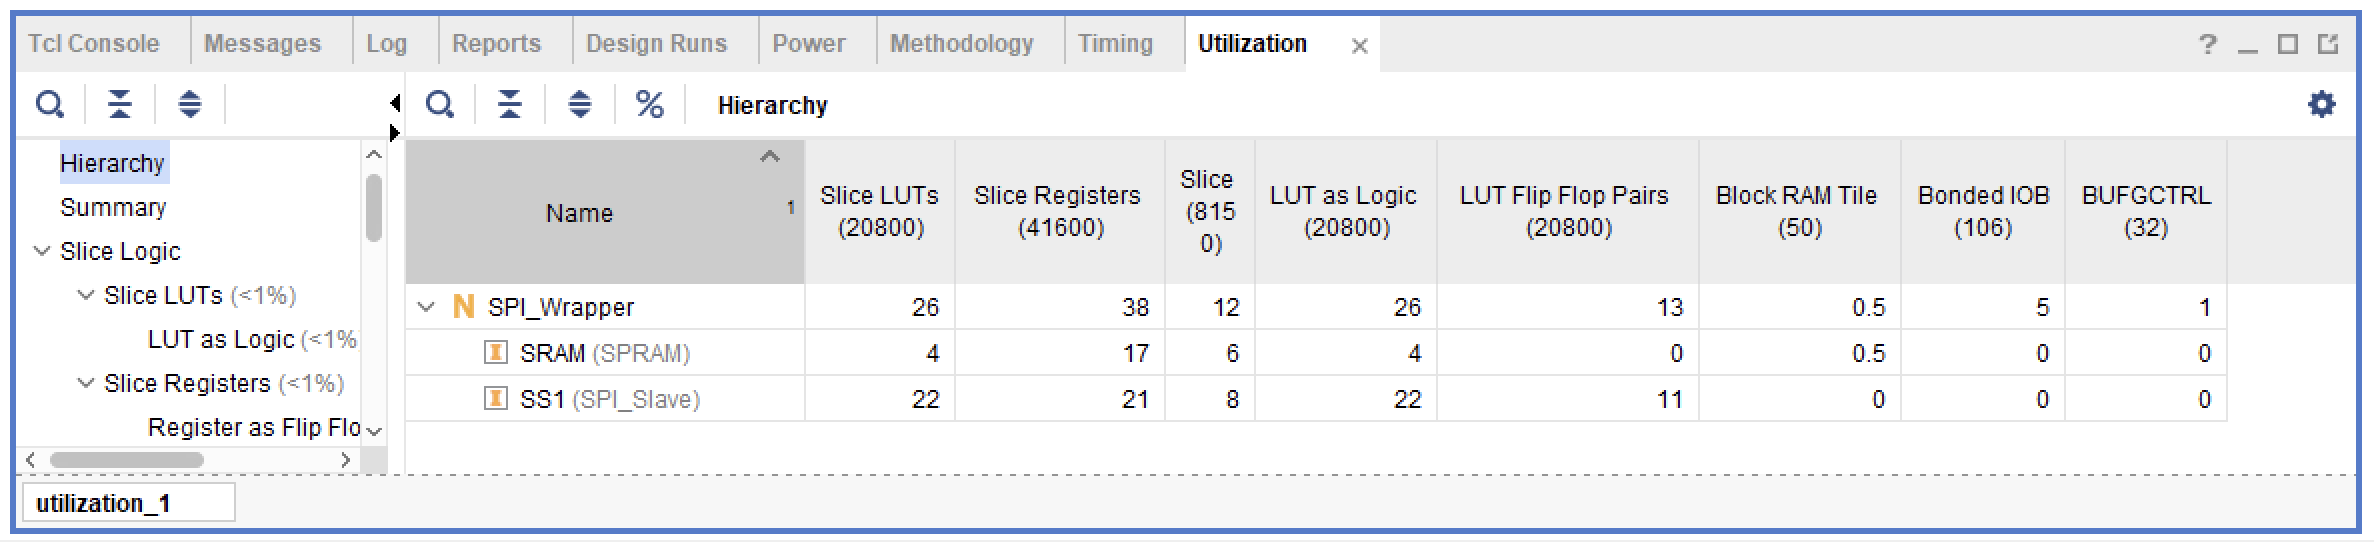 Tcl Console Messages Log Reports Design Runs Power Methodology Timing Utilization × ?
% Hierarchy
Hierarchy
Summary
Slice Logic
Slice LUTs (<1%)
LUT as Logic (<1%
Slice Registers (<1%)
Register as Flip Flo
Name 1 Slice LUTs (20800) Slice Registers (41600) Slice (815 0) LUT as Logic (20800) LUT Flip Flop Pairs (20800) Block RAM Tile (50) Bonded IOB (106) BUFGCTRL (32)
N SPI_Wrapper 26 38 12 26 13 0.5 5 1
I SRAM (SPRAM) 4 17 6 4 0 0.5 0 0
I SS1 (SPI_Slave) 22 21 8 22 11 0 0 0
utilization_1